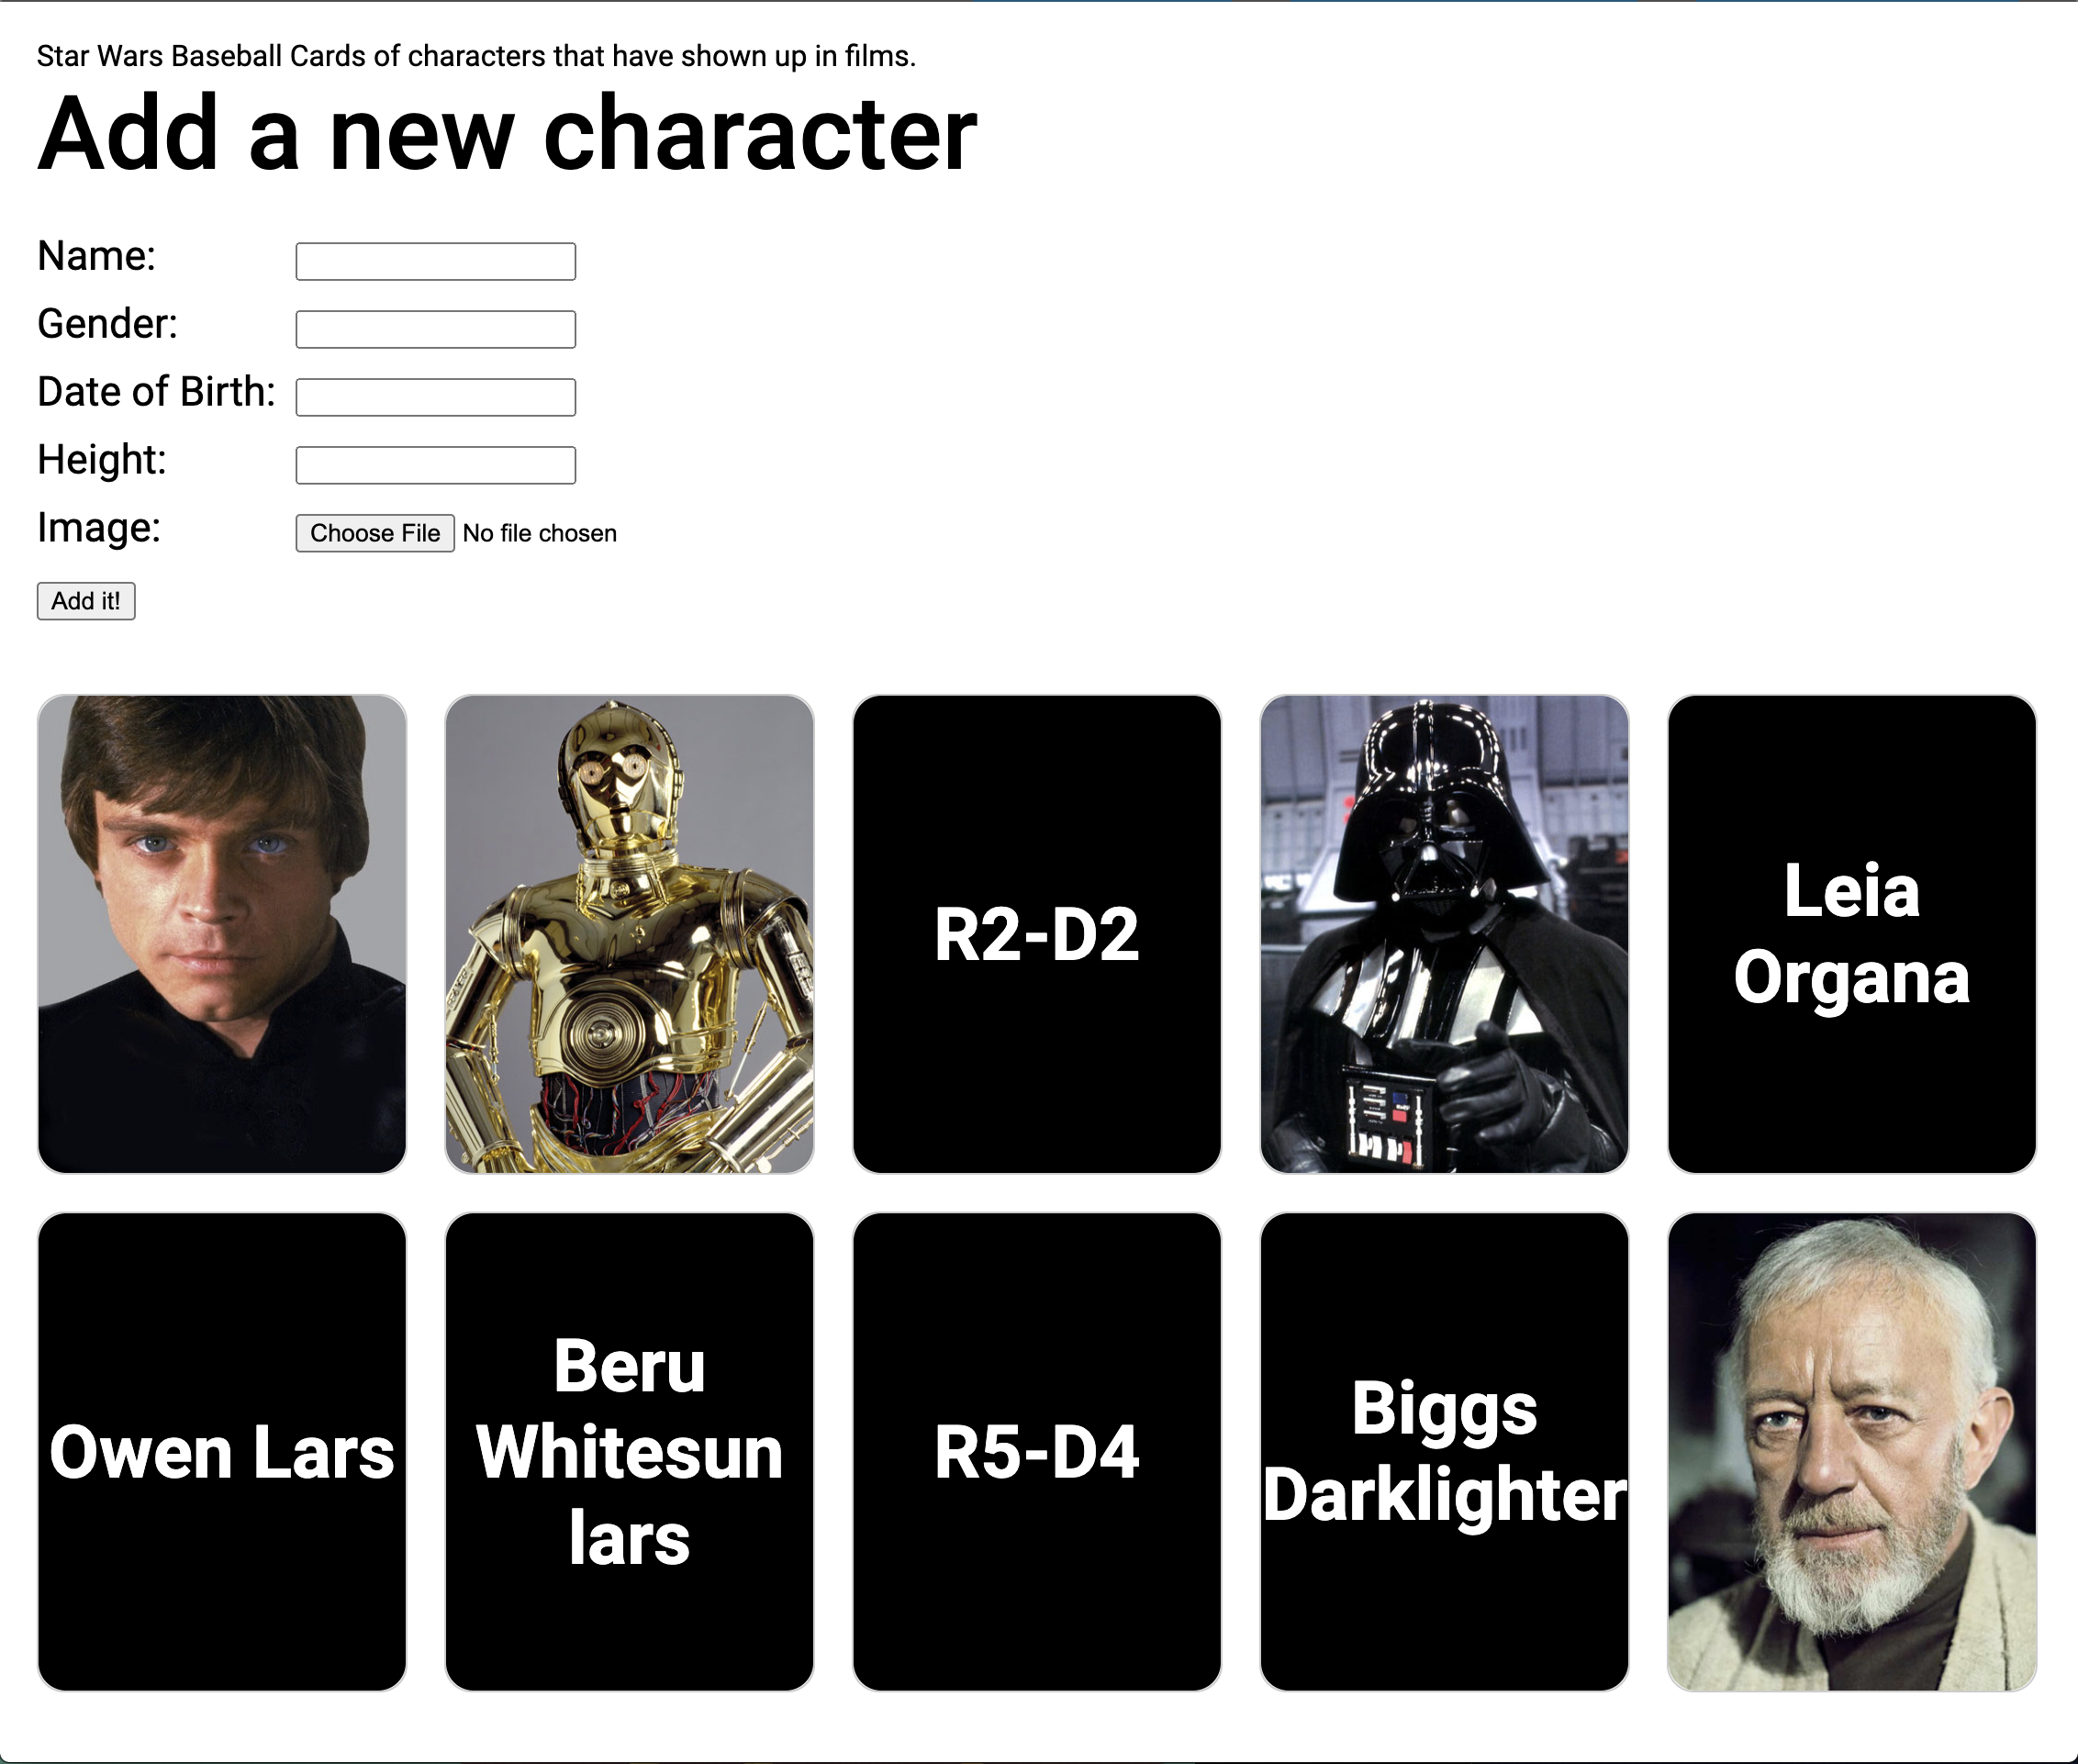 Star Wars Baseball Cards of characters that have shown up in films.
Add a new character
Name:
Gender:
Date of Birth:
Height:
Image:
Choose File No file chosen
Add it!
R2-D2
Leia
Organa
Owen Lars
Beru
Whitesun
lars
R5-D4
Biggs
Darklighter